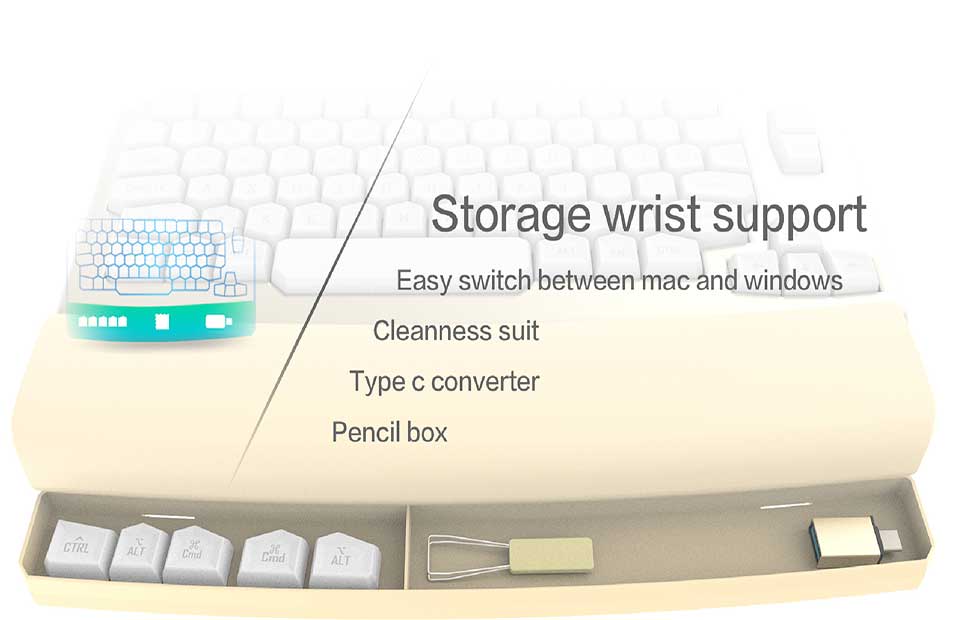 Storage wrist support
Easy switch between mac and windows
Cleanness suit
Type c converter
Pencil box
CTRL
ALT
⌘
Cmd
⌘
Cmd
⌥
ALT